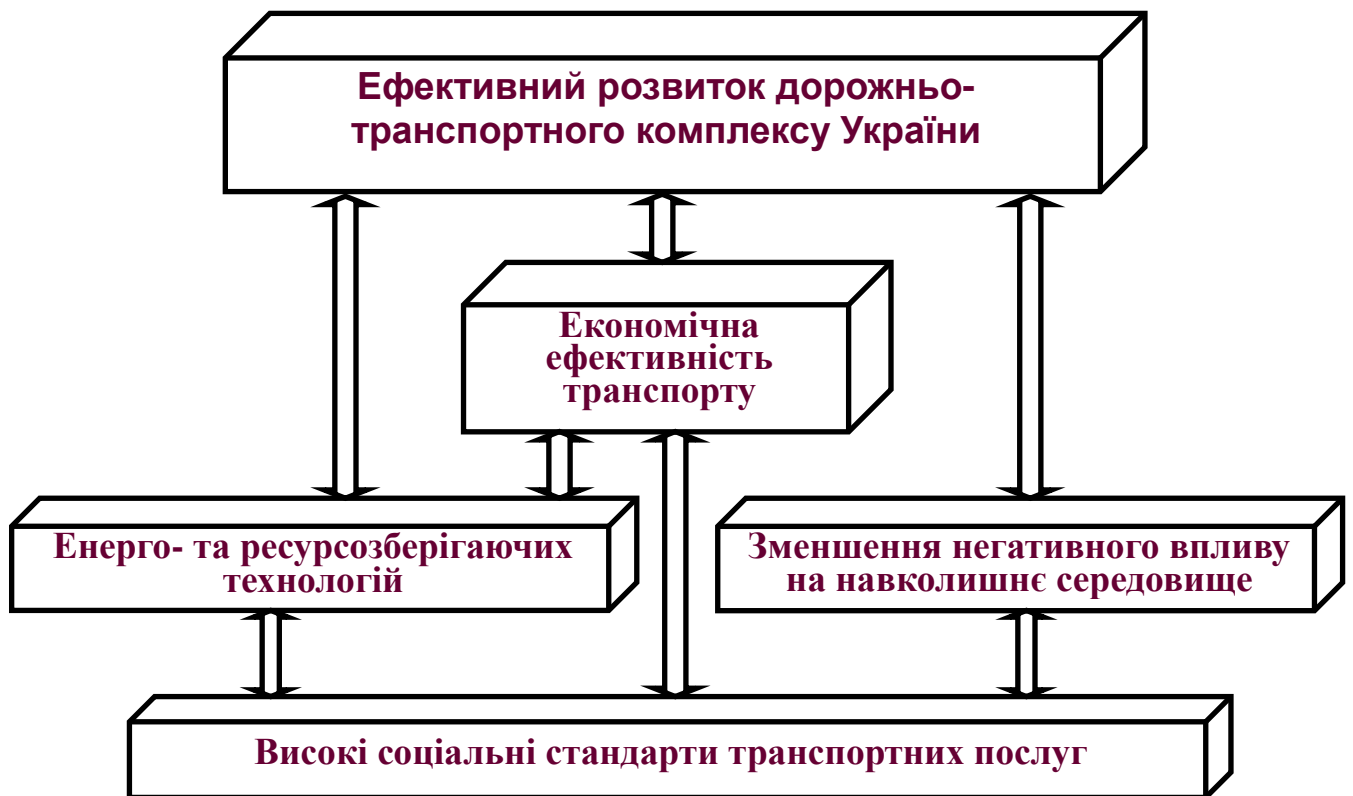 Ефективний розвиток дорожньо-
транспортного комплексу України
Економічна
ефективність
транспорту
Енерго- та ресурсозберігаючих
технологій
Зменшення негативного впливу
на навколишнє середовище
Високі соціальні стандарти транспортних послуг